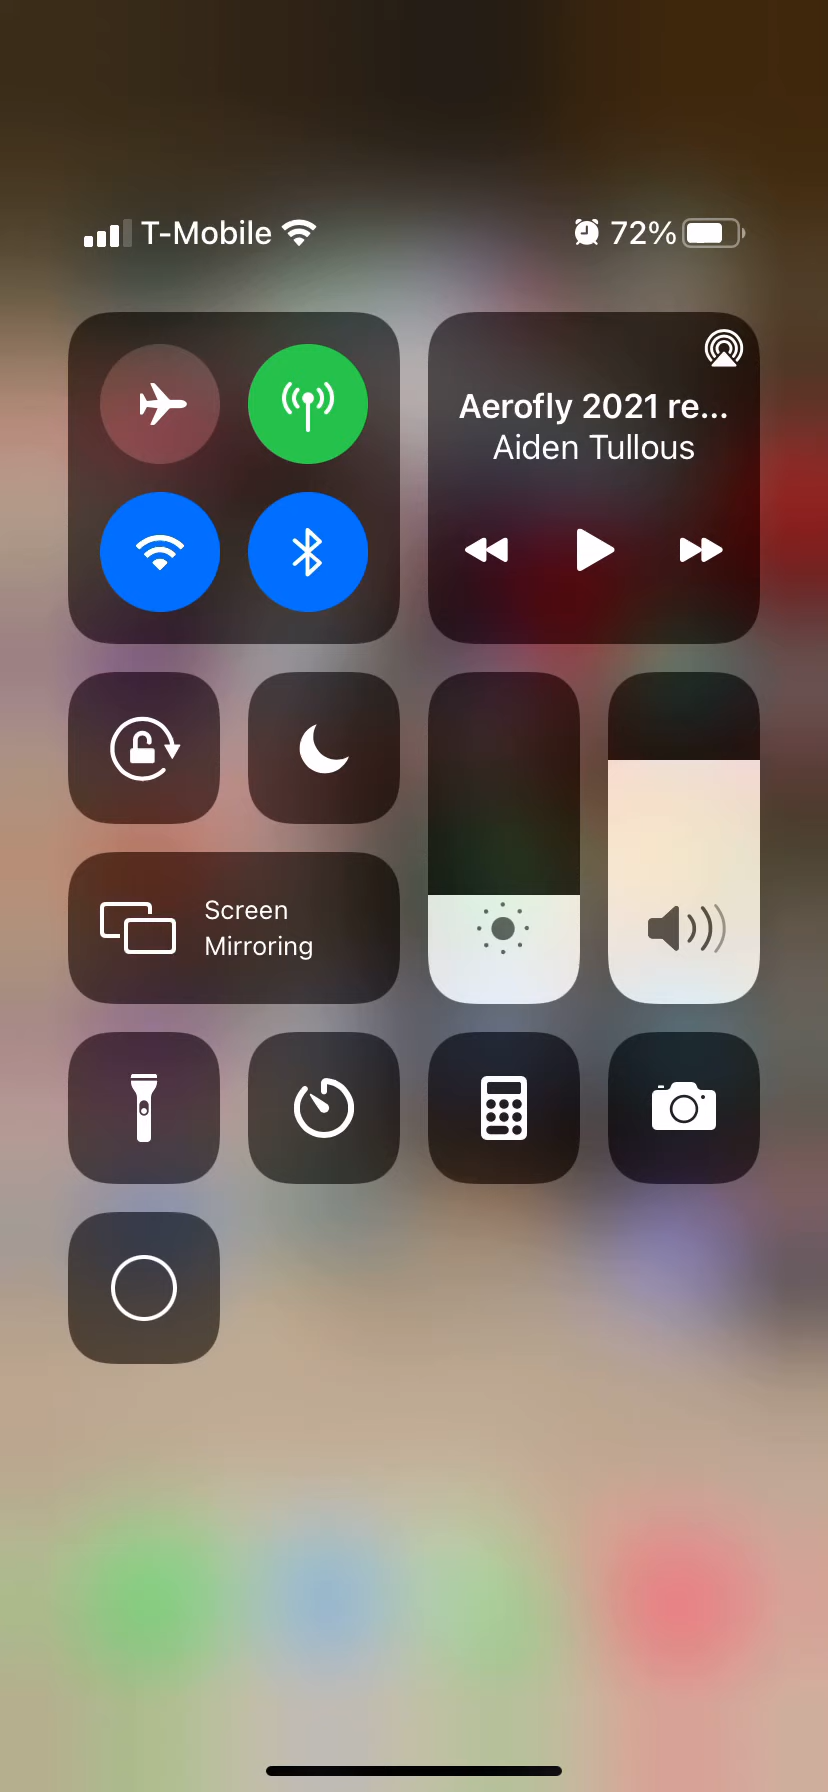 T-Mobile
72%
Aerofly 2021 re...
Aiden Tullous
Screen
Mirroring